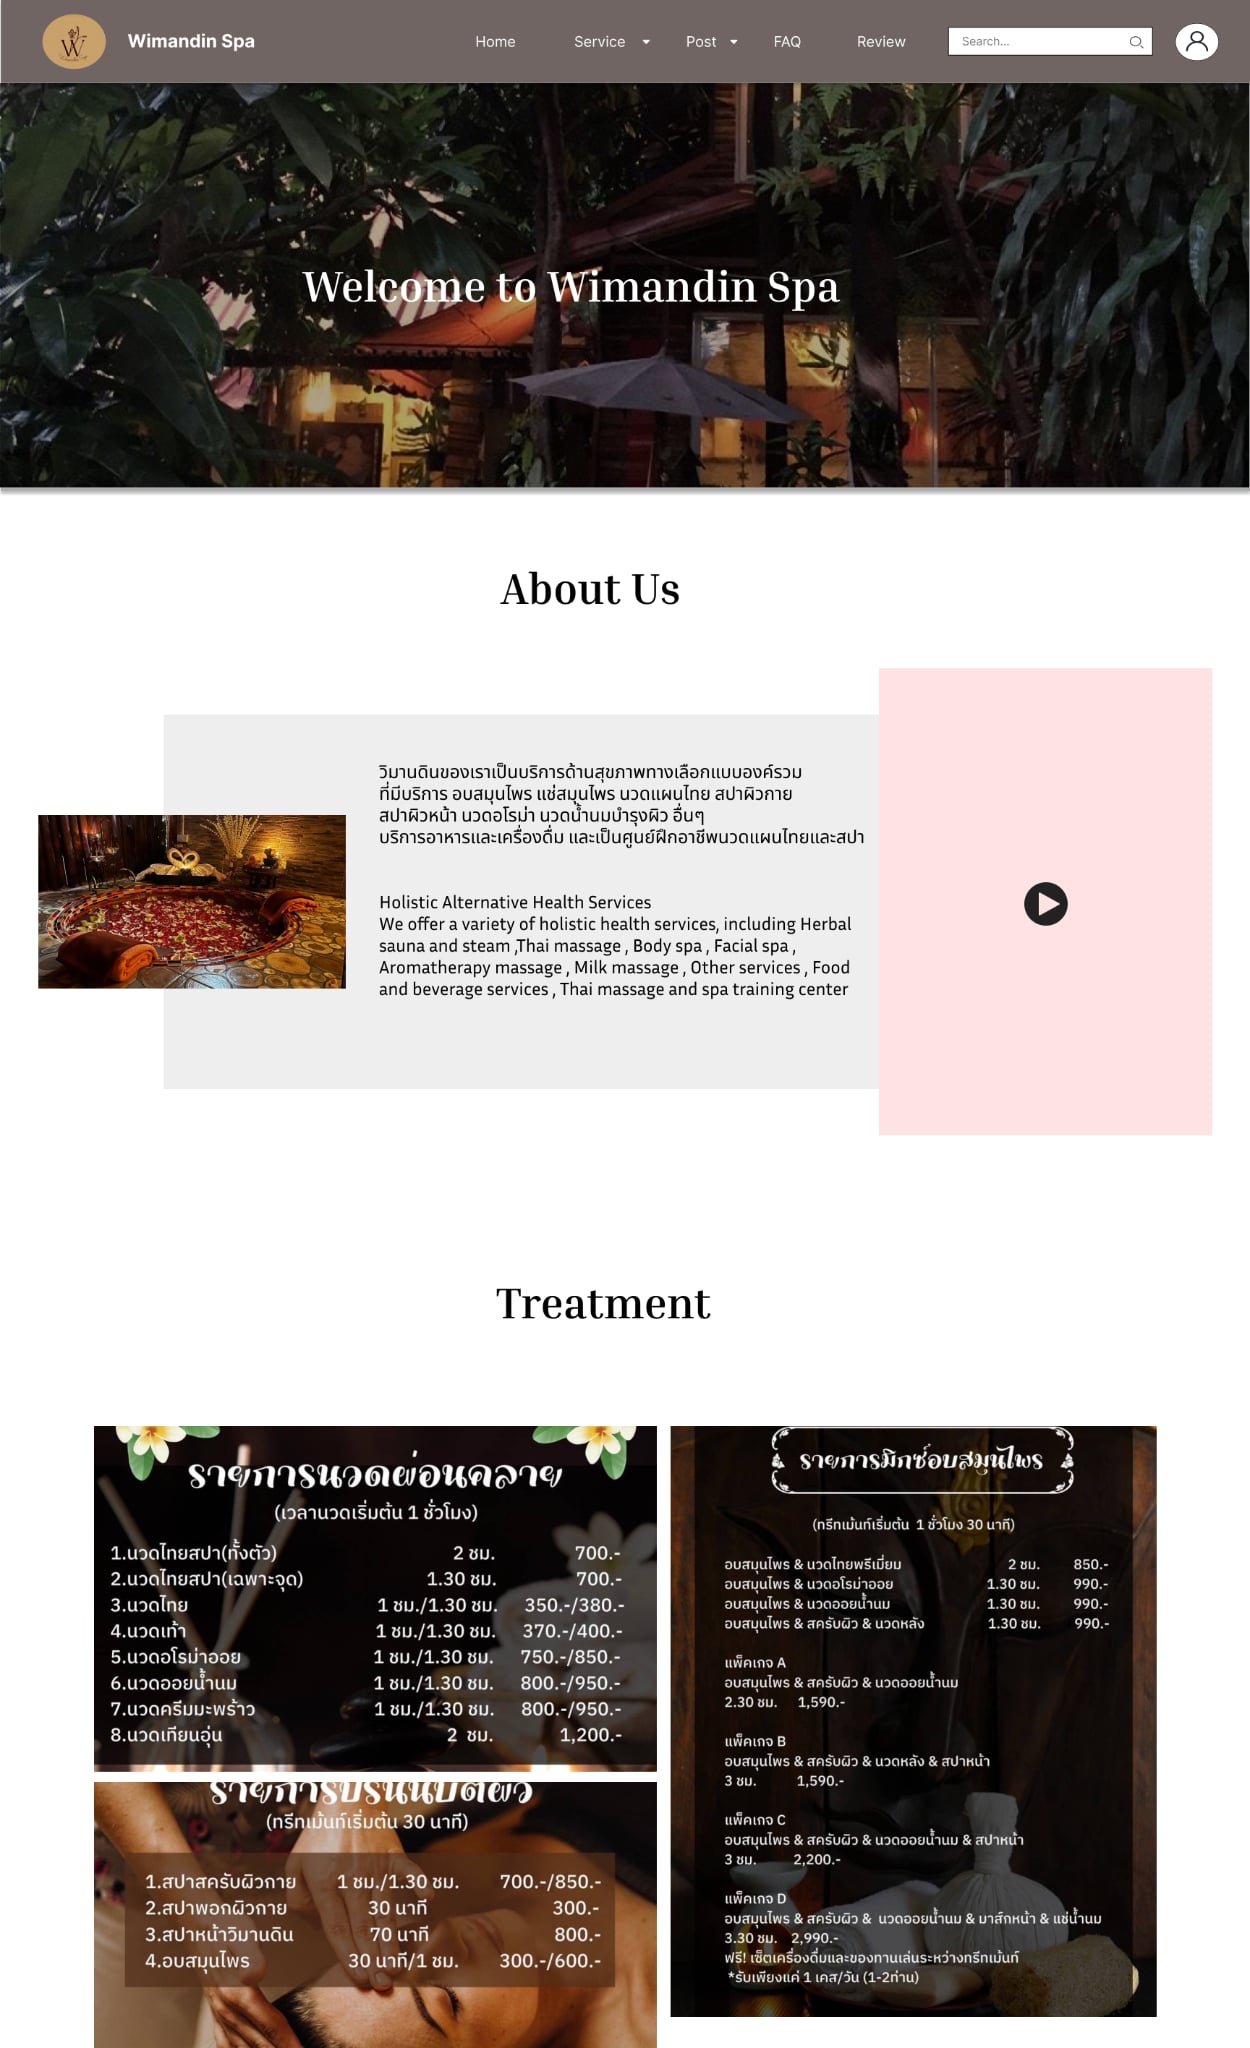 Wimandin Spa
Home
Service
Post
FAQ
Review
Search...
Welcome to Wimandin Spa
About Us
วิมานดินของเราเป็นบริการด้านสุขภาพทางเลือกแบบองค์รวม
ที่มีบริการ อบสมุนไพร แช่สมุนไพร นวดแผนไทย สปาผิวกาย
สปาผิวหน้า นวดอโรม่า นวดน้ำนมบำรุงผิว อื่นๆ
บริการอาหารและเครื่องดื่ม และเป็นศูนย์ฝึกอาชีพนวดแผนไทยและสปา
Holistic Alternative Health Services
We offer a variety of holistic health services, including Herbal
sauna and steam ,Thai massage , Body spa , Facial spa ,
Aromatherapy massage , Milk massage , Other services , Food
and beverage services , Thai massage and spa training center
Treatment
รายการนวดผ่อนคลาย
(เวลานวดเริ่มต้น 1 ชั่วโมง)
1.นวดไทยสปา(ทั้งตัว) 2 ชม. 700.-
2.นวดไทยสปา(เฉพาะจุด) 1.30 ชม. 700.-
3.นวดไทย 1 ชม./1.30 ชม. 350.-/380.-
4.นวดเท้า 1 ชม./1.30 ชม. 370.-/400.-
5.นวดอโรม่าออย 1 ชม./1.30 ชม. 750.-/850.-
6.นวดออยน้ำนม 1 ชม./1.30 ชม. 800.-/950.-
7.นวดครีมมะพร้าว 1 ชม./1.30 ชม. 800.-/950.-
8.นวดเทียนอุ่น 2 ชม. 1,200.-
รายการปรนนิบัติผิว
(ทรีทเม้นท์เริ่มต้น 30 นาที)
1.สปาสครับผิวกาย 1 ชม./1.30 ชม. 700.-/850.-
2.สปาพอกผิวกาย 30 นาที 300.-
3.สปาหน้าวิมานดิน 70 นาที 800.-
4.อบสมุนไพร 30 นาที/1 ชม. 300.-/600.-
รายการมิกซ์อบสมุนไพร
(ทรีทเม้นท์เริ่มต้น 1 ชั่วโมง 30 นาที)
อบสมุนไพร & นวดไทยพรีเมี่ยม 2 ชม. 850.-
อบสมุนไพร & นวดอโรม่าออย 1.30 ชม. 990.-
อบสมุนไพร & นวดออยน้ำนม 1.30 ชม. 990.-
อบสมุนไพร & สครับผิว & นวดหลัง 1.30 ชม. 990.-
แพ็คเกจ A
อบสมุนไพร & สครับผิว & นวดออยน้ำนม
2.30 ชม. 1,590.-
แพ็คเกจ B
อบสมุนไพร & สครับผิว & นวดหลัง & สปาหน้า
3 ชม. 1,590.-
แพ็คเกจ C
อบสมุนไพร & สครับผิว & นวดออยน้ำนม & สปาหน้า
3 ชม. 2,200.-
แพ็คเกจ D
อบสมุนไพร & สครับผิว & นวดออยน้ำนม & มาส์กหน้า & แช่น้ำนม
3.30 ชม. 2,990.-
ฟรี! เซ็ตเครื่องดื่มและของทานเล่นระหว่างทรีทเม้นท์
*รับเพียงแค่ 1 เคส/วัน (1-2ท่าน)